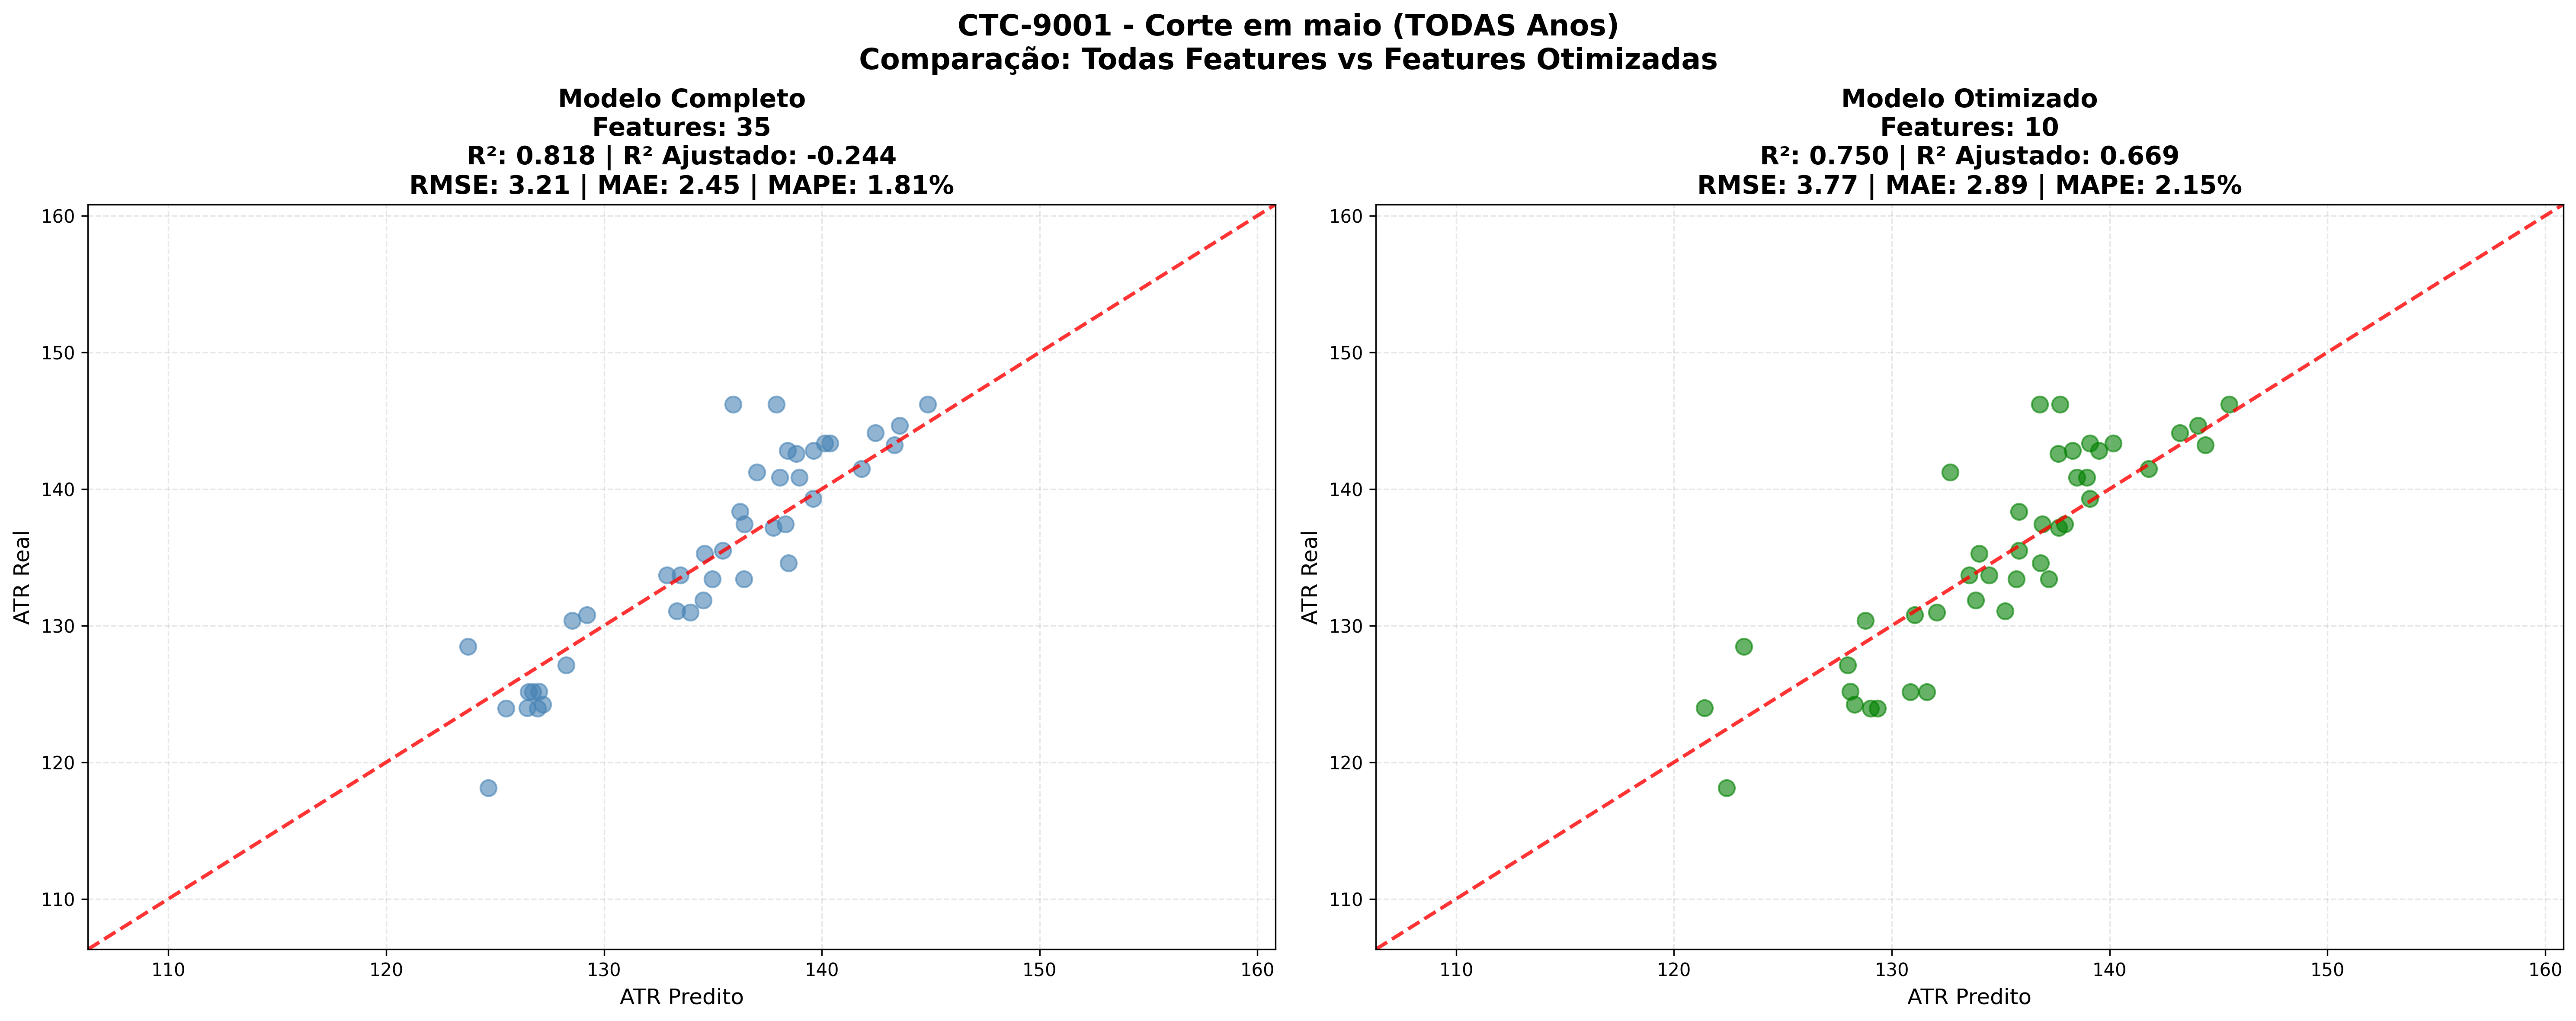 CTC-9001 - Corte em maio (TODAS Anos)
Comparação: Todas Features vs Features Otimizadas
Modelo Completo
Features: 35
R²: 0.818 | R² Ajustado: -0.244
RMSE: 3.21 | MAE: 2.45 | MAPE: 1.81%
160
150
140
130
120
110
ATR Real
110
120
130
140
150
160
ATR Predito
Modelo Otimizado
Features: 10
R²: 0.750 | R² Ajustado: 0.669
RMSE: 3.77 | MAE: 2.89 | MAPE: 2.15%
160
150
140
130
120
110
ATR Real
110
120
130
140
150
160
ATR Predito